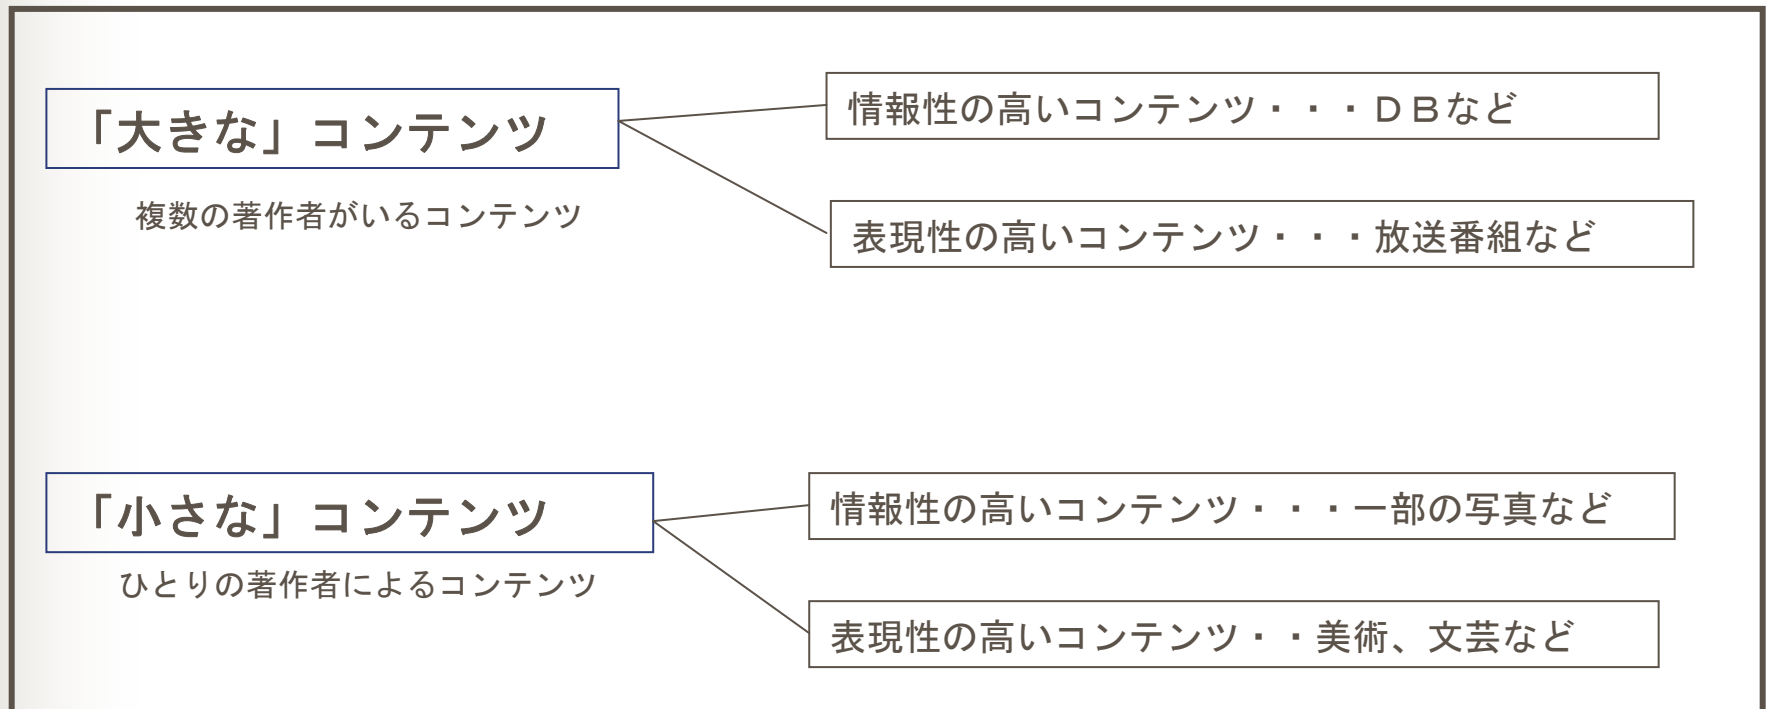 「大きな」コンテンツ
複数の著作者がいるコンテンツ
情報性の高いコンテンツ・・・ＤＢなど
表現性の高いコンテンツ・・・放送番組など
「小さな」コンテンツ
ひとりの著作者によるコンテンツ
情報性の高いコンテンツ・・・一部の写真など
表現性の高いコンテンツ・・美術、文芸など